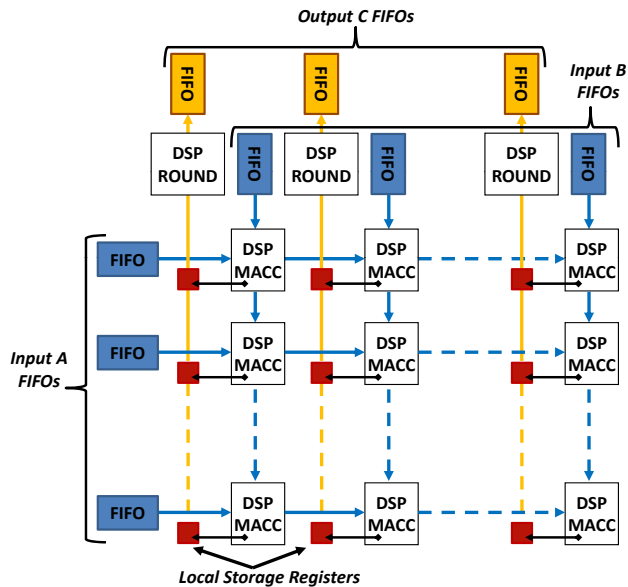 Output C FIFOs
Input B
FIFOs
FIFO
FIFO
FIFO
DSP
ROUND
FIFO
DSP
ROUND
FIFO
DSP
ROUND
FIFO
Input A
FIFOs
FIFO
DSP
MACC
DSP
MACC
DSP
MACC
FIFO
DSP
MACC
DSP
MACC
DSP
MACC
FIFO
DSP
MACC
DSP
MACC
DSP
MACC
Local Storage Registers